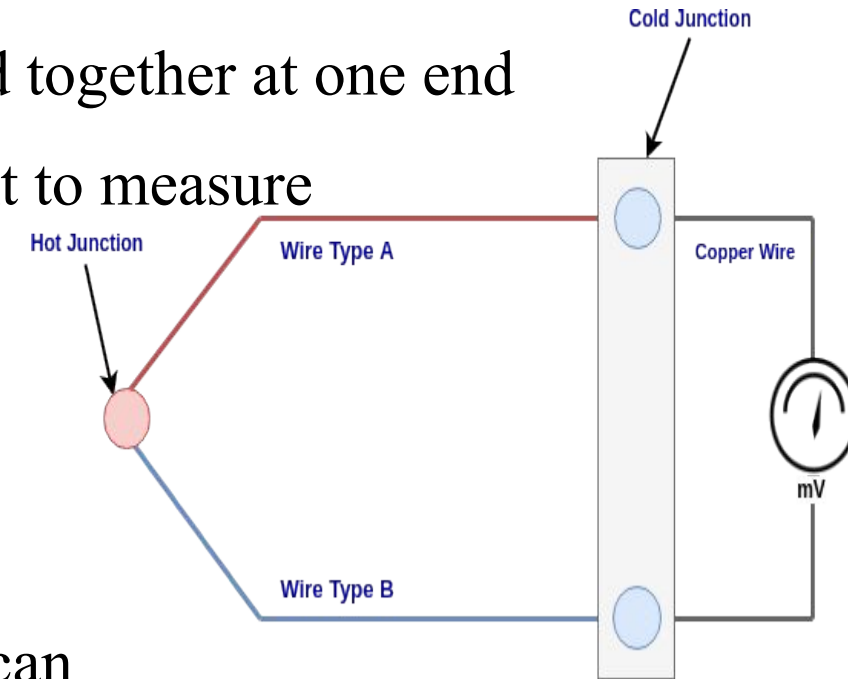 Cold Junction
d together at one end
t to measure
Hot Junction
Wire Type A
Copper Wire
mV
Wire Type B
can